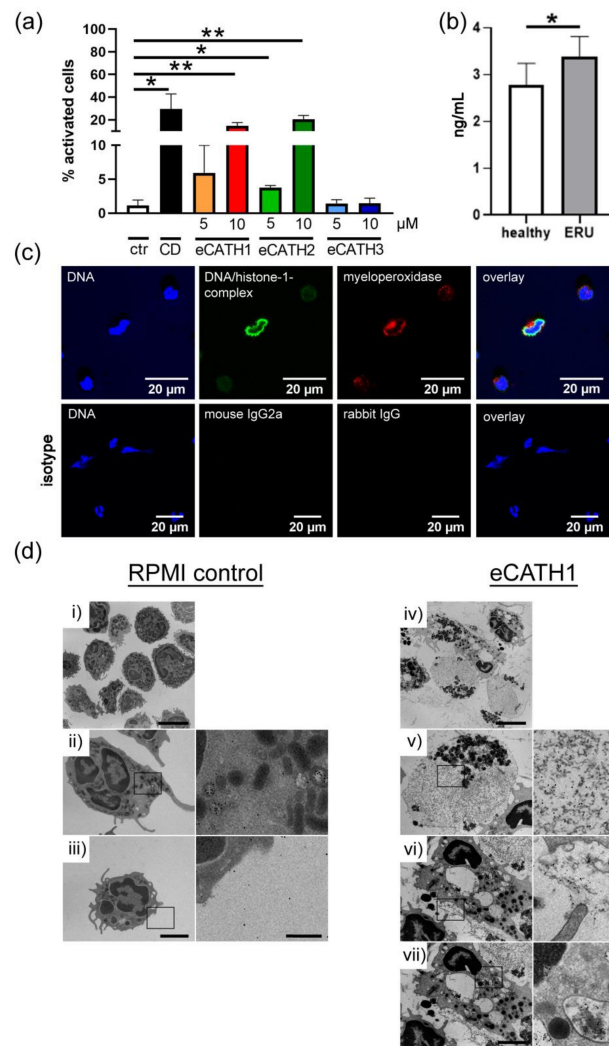 (a)
**
*
**
*
% activated cells
100
80
60
40
20
10
5
0
5 10 5 10 5 10 µM
ctr CD eCATH1 eCATH2 eCATH3
(b)
*
ng/mL
4
3
2
1
0
healthy ERU
(c)
DNA
DNA/histone-1-
complex
myeloperoxidase
overlay
20 µm
20 µm
20 µm
20 µm
isotype
DNA
mouse IgG2a
rabbit IgG
overlay
20 µm
20 µm
20 µm
20 µm
(d)
RPMI control
i)
ii)
iii)
eCATH1
iv)
v)
vi)
vii)